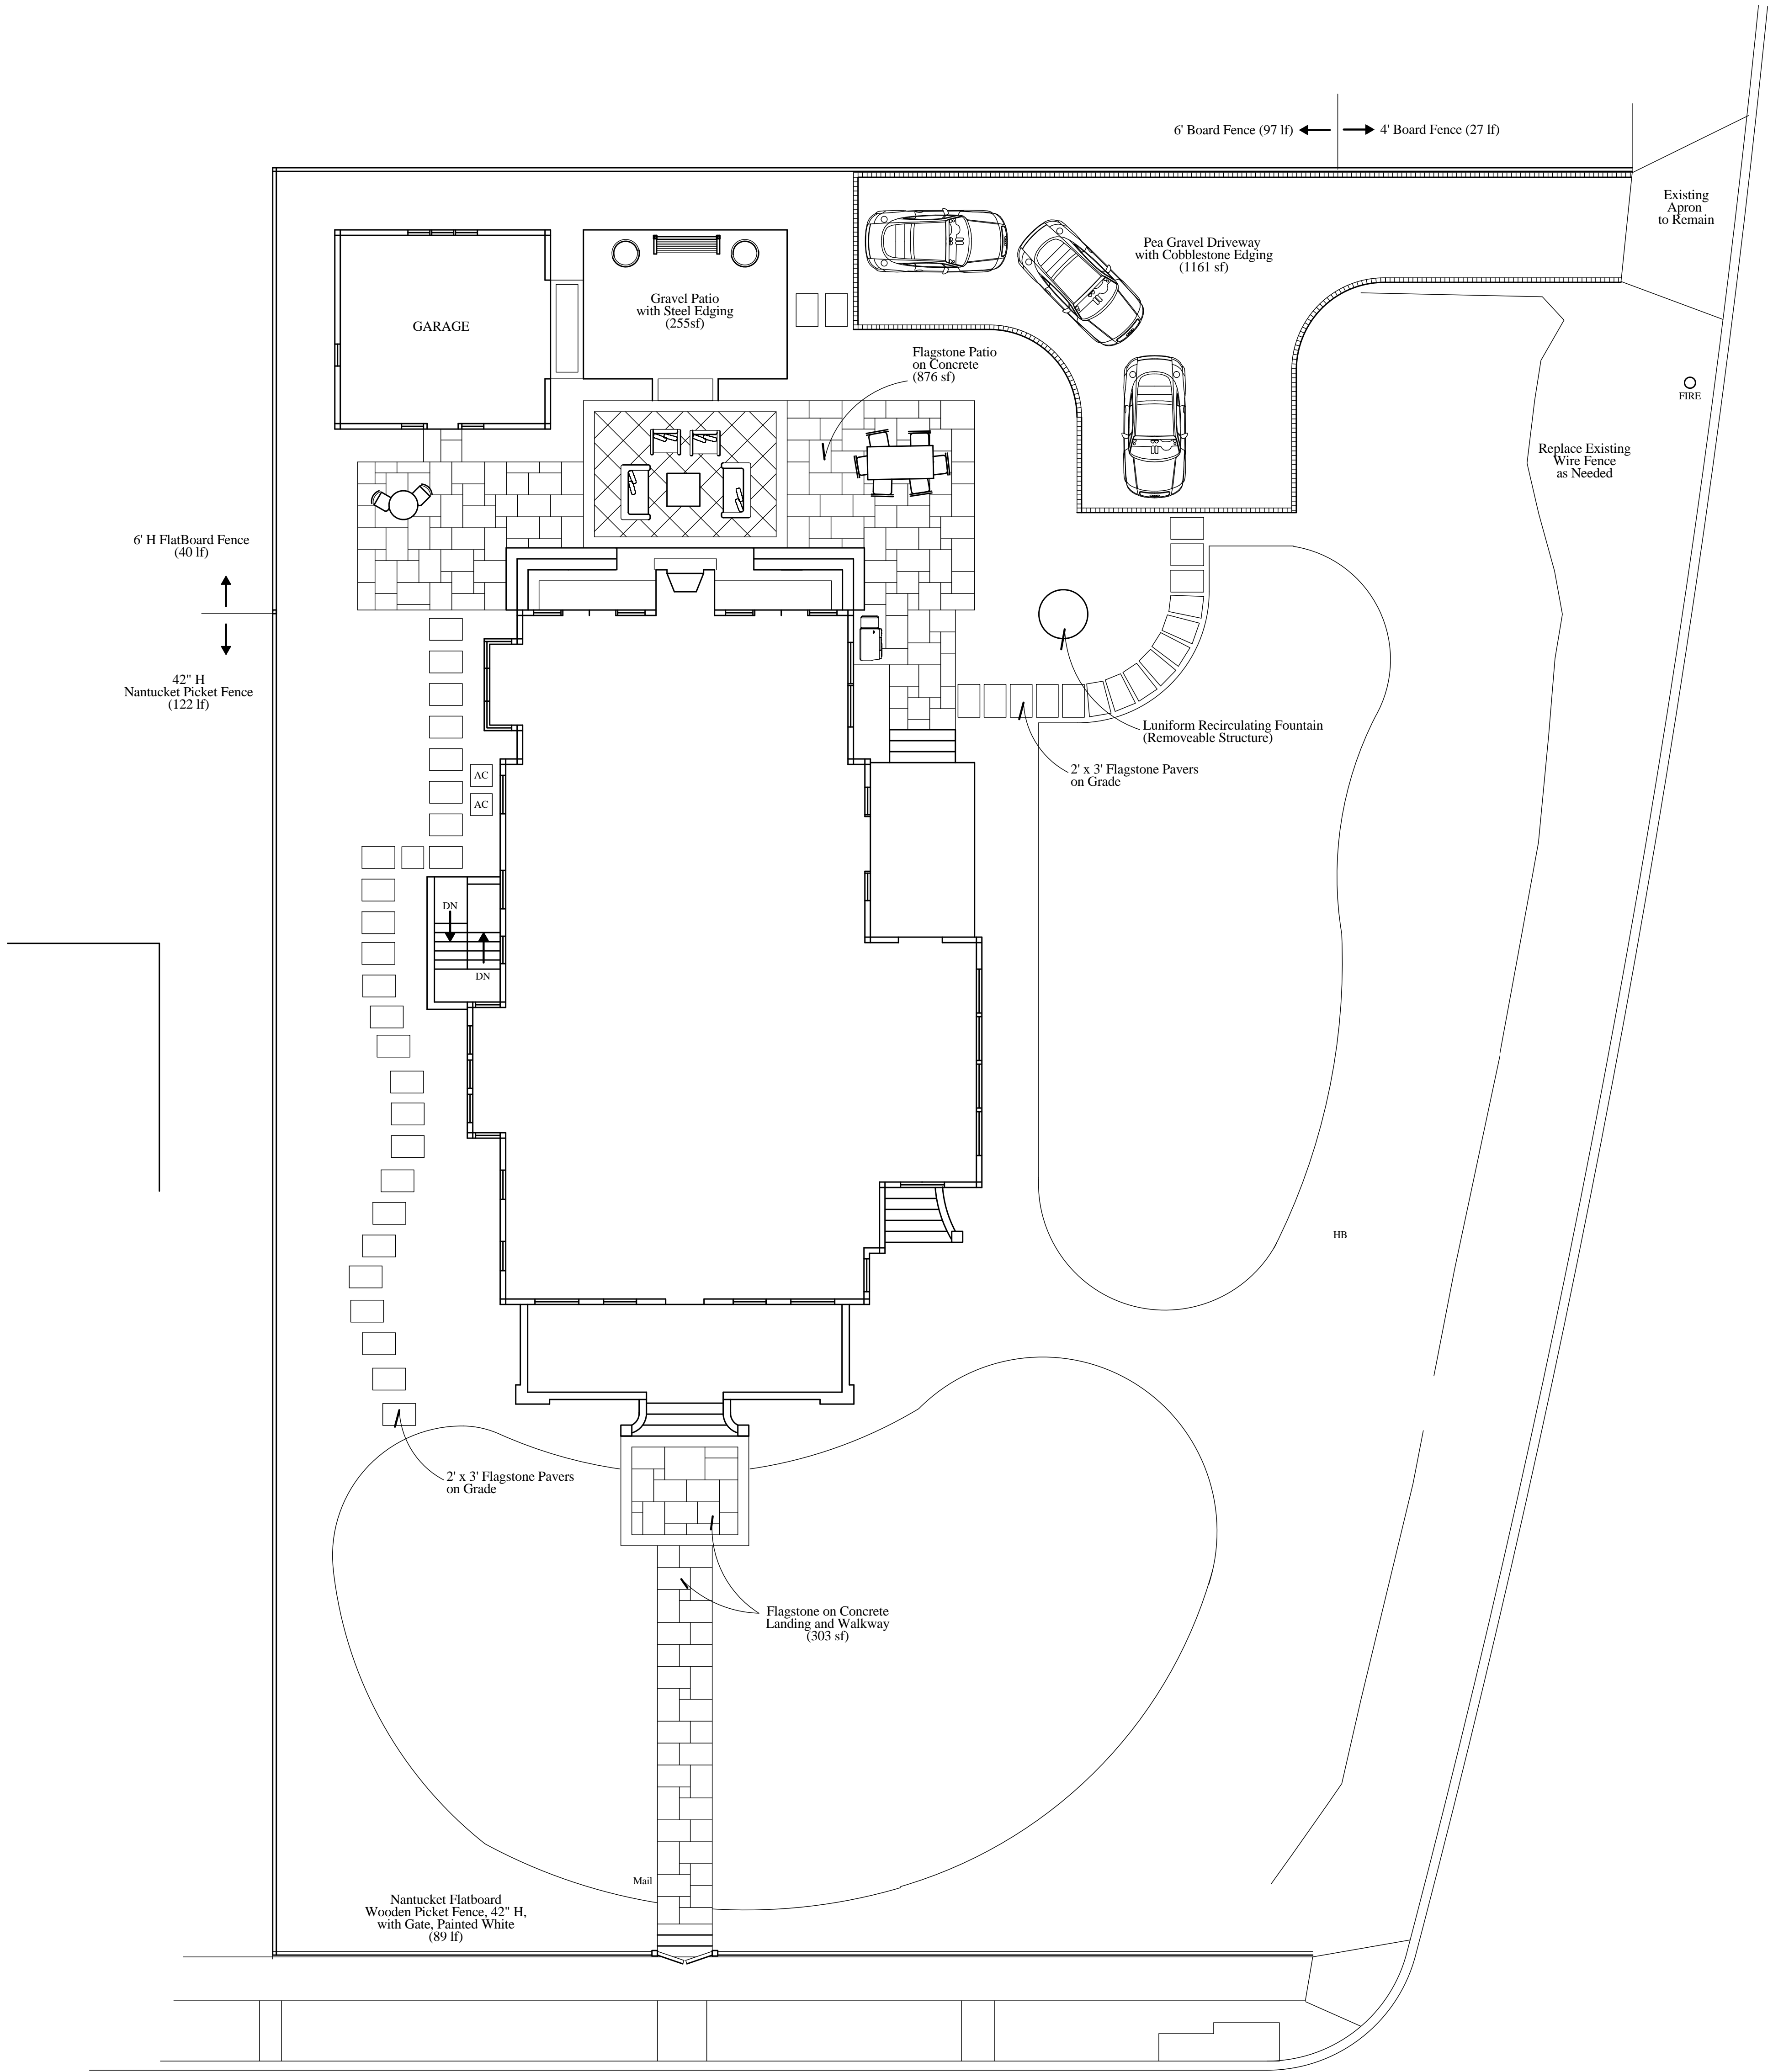 6' Board Fence (97 lf)
4' Board Fence (27 lf)
Existing
Apron
to Remain
Pea Gravel Driveway
with Cobblestone Edging
(1161 sf)
GARAGE
Gravel Patio
with Steel Edging
(255sf)
Flagstone Patio
on Concrete
(876 sf)
FIRE
Replace Existing
Wire Fence
as Needed
6' H FlatBoard Fence
(40 lf)
42" H
Nantucket Picket Fence
(122 lf)
Luniform Recirculating Fountain
(Removeable Structure)
2' x 3' Flagstone Pavers
on Grade
AC
AC
DN
DN
HB
2' x 3' Flagstone Pavers
on Grade
Flagstone on Concrete
Landing and Walkway
(303 sf)
Mail
Nantucket Flatboard
Wooden Picket Fence, 42" H,
with Gate, Painted White
(89 lf)